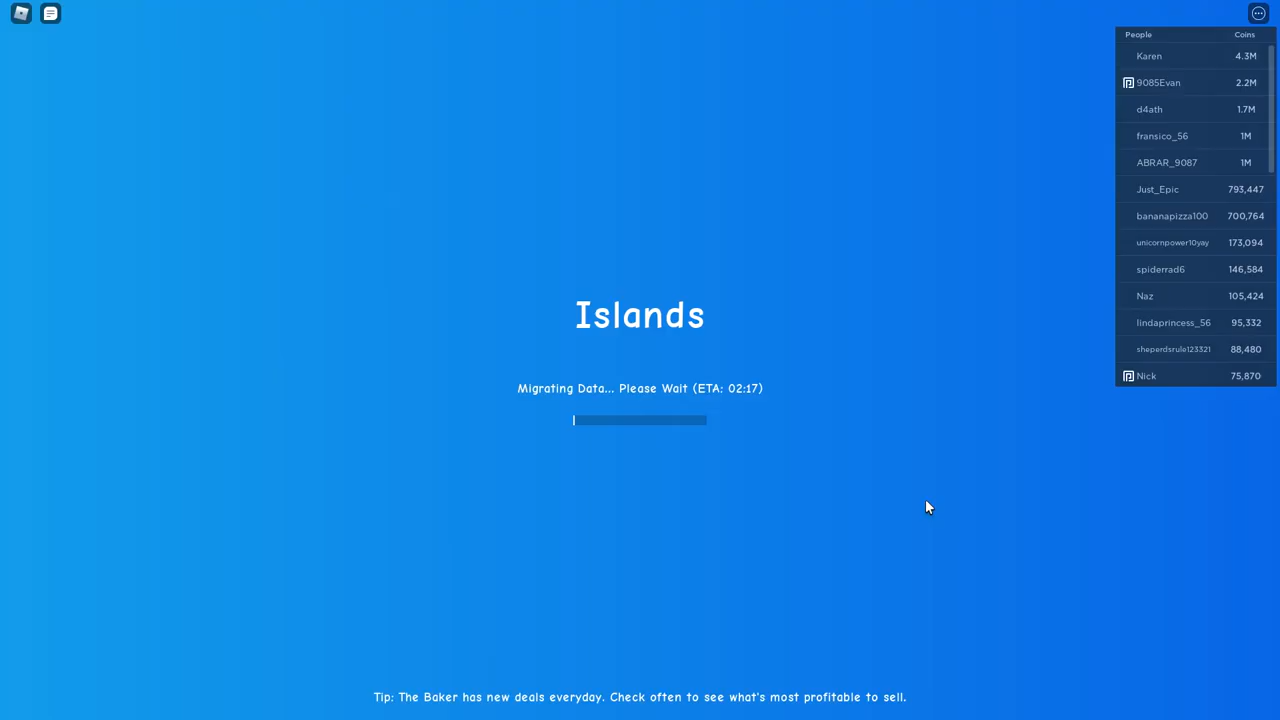 People Coins
Karen 4.3M
9085Evan 2.2M
d4ath 1.7M
fransico_56 1M
ABRAR_9087 1M
Just_Epic 793,447
bananapizza100 700,764
unicornpower10yay 173,094
spiderrad6 146,584
Naz 105,424
lindaprincess_56 95,332
sheperdsrule123321 88,480
Nick 75,870
Islands
Migrating Data... Please Wait (ETA: 02:17)
Tip: The Baker has new deals everyday. Check often to see what's most profitable to sell.